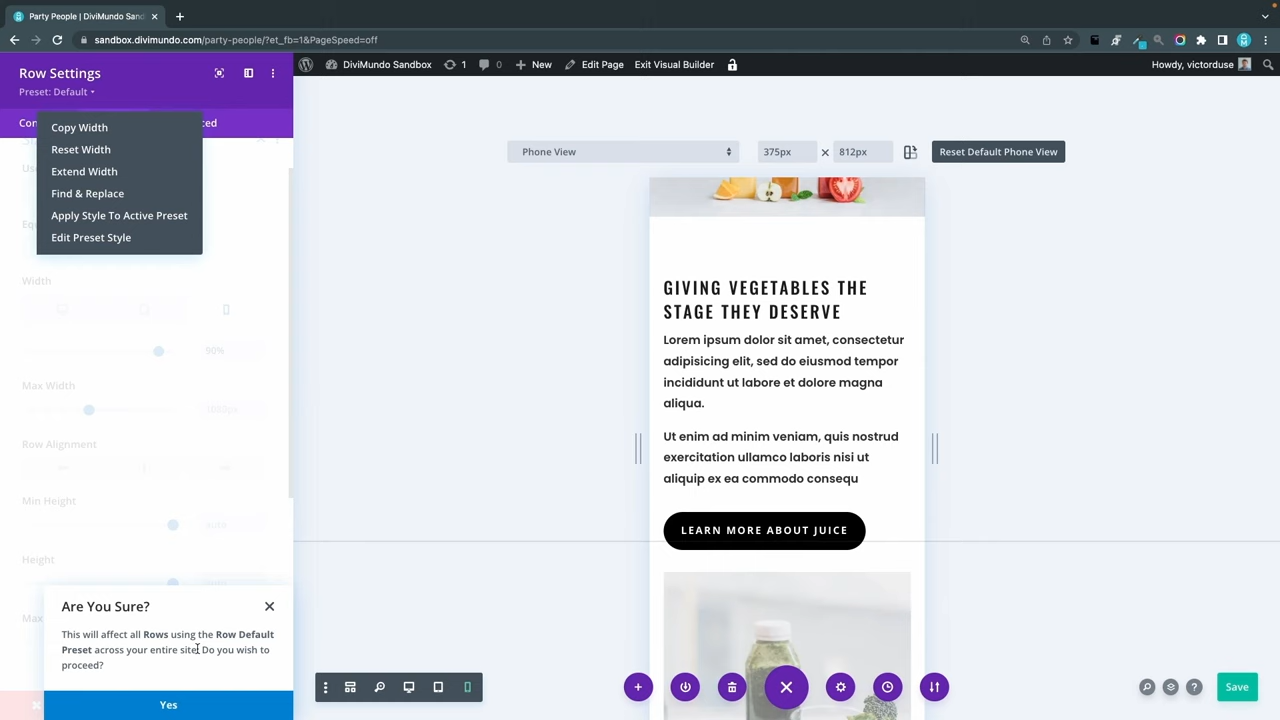 Party People | DiviMundo Sand
sandbox.divimundo.com/party-people/?et_fb=1&PageSpeed=off
DiviMundo Sandbox
1
0
New
Edit Page
Exit Visual Builder
Howdy, victorduse
Row Settings
Preset: Default
Copy Width
Reset Width
Extend Width
Find & Replace
Apply Style To Active Preset
Edit Preset Style
Width
90%
Max Width
1080px
Row Alignment
Min Height
auto
Height
Max
Are You Sure?
This will affect all Rows using the Row Default
Preset across your entire site. Do you wish to
proceed?
Yes
Phone View
375px
812px
Reset Default Phone View
GIVING VEGETABLES THE
STAGE THEY DESERVE
Lorem ipsum dolor sit amet, consectetur
adipisicing elit, sed do eiusmod tempor
incididunt ut labore et dolore magna
aliqua.
Ut enim ad minim veniam, quis nostrud
exercitation ullamco laboris nisi ut
aliquip ex ea commodo consequ
LEARN MORE ABOUT JUICE
Save